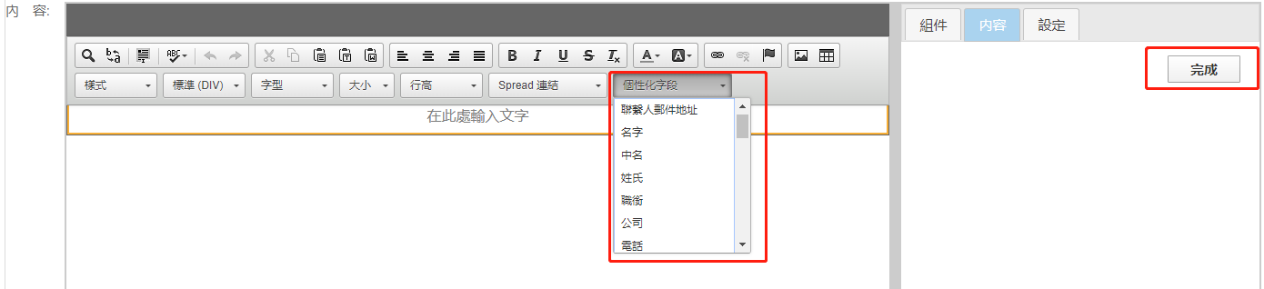 内 容:
組件 內容 設定
完成
樣式 標準 (DIV) 字型 大小 行高 Spread 連結 個性化字段
在此處輸入文字
聯繫人郵件地址
名字
中名
姓氏
職銜
公司
電話